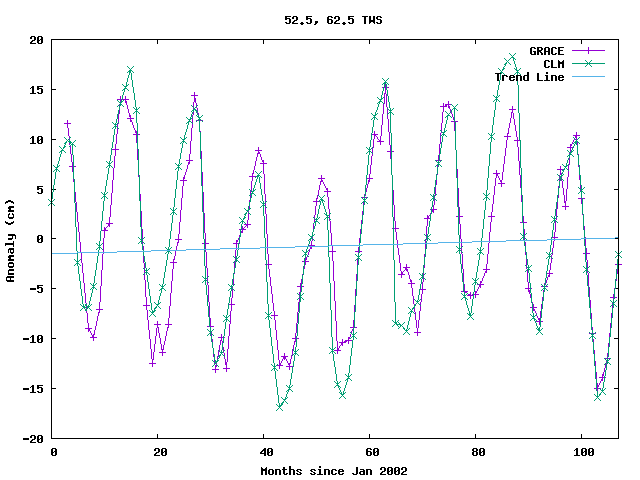 52.5, 62.5 TWS
GRACE
CLM
Trend Line
20
15
10
5
0
-5
-10
-15
-20
Anomaly (cm)
0 20 40 60 80 100
Months since Jan 2002